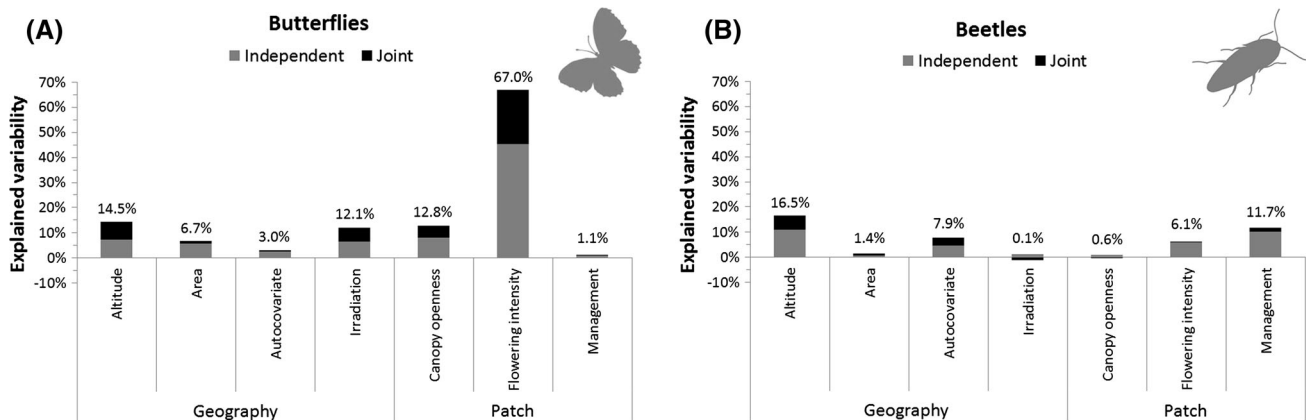 (A)
Butterflies
Independent Joint
Explained variability
70%
60%
50%
40%
30%
20%
10%
0%
-10%
14.5%
6.7%
3.0%
12.1%
12.8%
67.0%
1.1%
Altitude
Area
Autocovariate
Irradiation
Canopy openness
Flowering intensity
Management
Geography Patch
(B)
Beetles
Independent Joint
Explained variability
70%
60%
50%
40%
30%
20%
10%
0%
-10%
16.5%
1.4%
7.9%
0.1%
0.6%
6.1%
11.7%
Altitude
Area
Autocovariate
Irradiation
Canopy openness
Flowering intensity
Management
Geography Patch